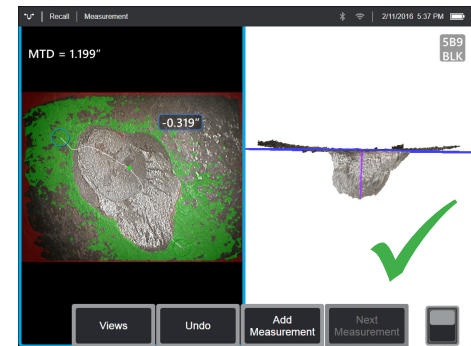 Recall Measurement 2/11/2016 5:37 PM
MTD = 1.199"
5B9
BLK
-0.319"
Views
Undo
Add
Measurement
Next
Measurement